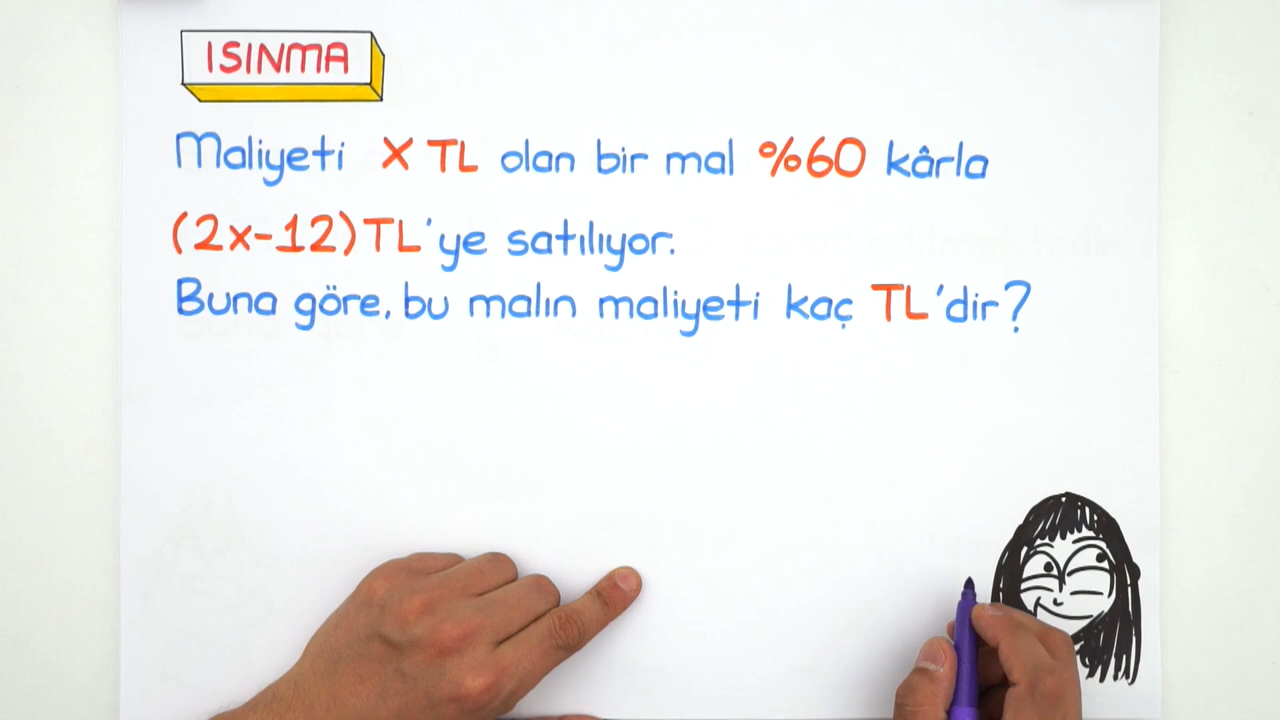 ISINMA
Maliyeti X TL olan bir mal %60 kârla
(2x-12)TL'ye satılıyor.
Buna göre, bu malın maliyeti kaç TL'dir?